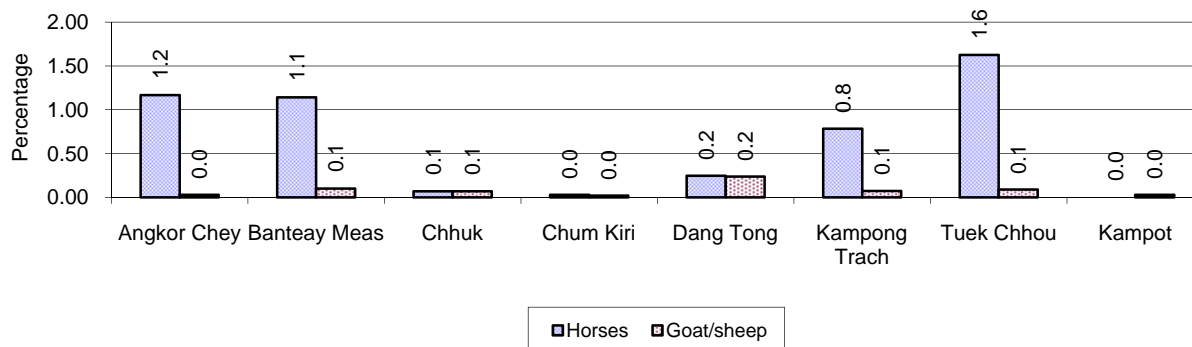 Percentage
2.00
1.50
1.00
0.50
0.00
1.2
0.0
1.1
0.1
0.1
0.1
0.0
0.0
0.2
0.2
0.8
0.1
1.6
0.1
0.0
0.0
Angkor Chey
Banteay Meas
Chhuk
Chum Kiri
Dang Tong
Kampong
Trach
Tuek Chhou
Kampot
Horses
Goat/sheep